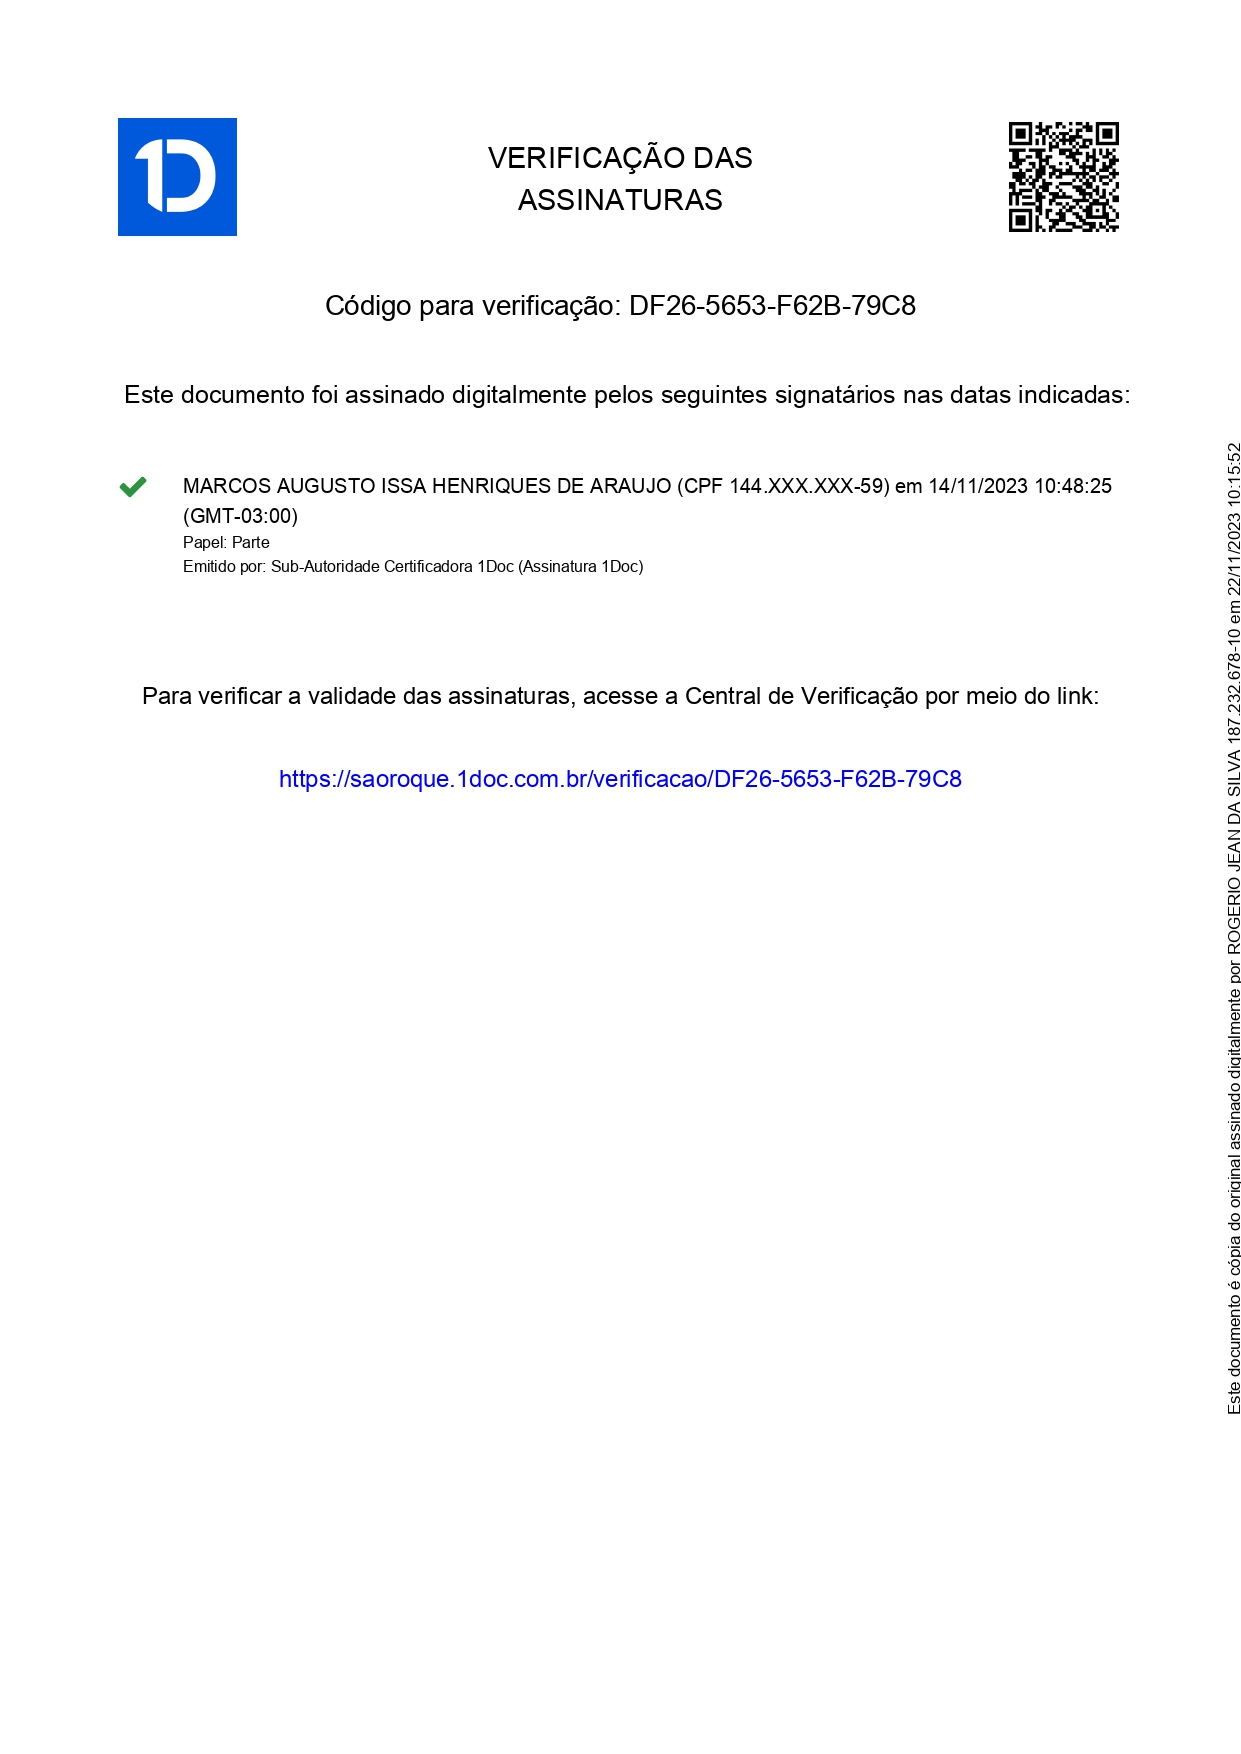 1D
VERIFICAÇÃO DAS
ASSINATURAS
Código para verificação: DF26-5653-F62B-79C8
Este documento foi assinado digitalmente pelos seguintes signatários nas datas indicadas:
MARCOS AUGUSTO ISSA HENRIQUES DE ARAUJO (CPF 144.XXX.XXX-59) em 14/11/2023 10:48:25
(GMT-03:00)
Papel: Parte
Emitido por: Sub-Autoridade Certificadora 1Doc (Assinatura 1Doc)
Para verificar a validade das assinaturas, acesse a Central de Verificação por meio do link:
https://saoroque.1doc.com.br/verificacao/DF26-5653-F62B-79C8
Este documento é cópia do original assinado digitalmente por ROGERIO JEAN DA SILVA 187.232.678-10 em 22/11/2023 10:15:52